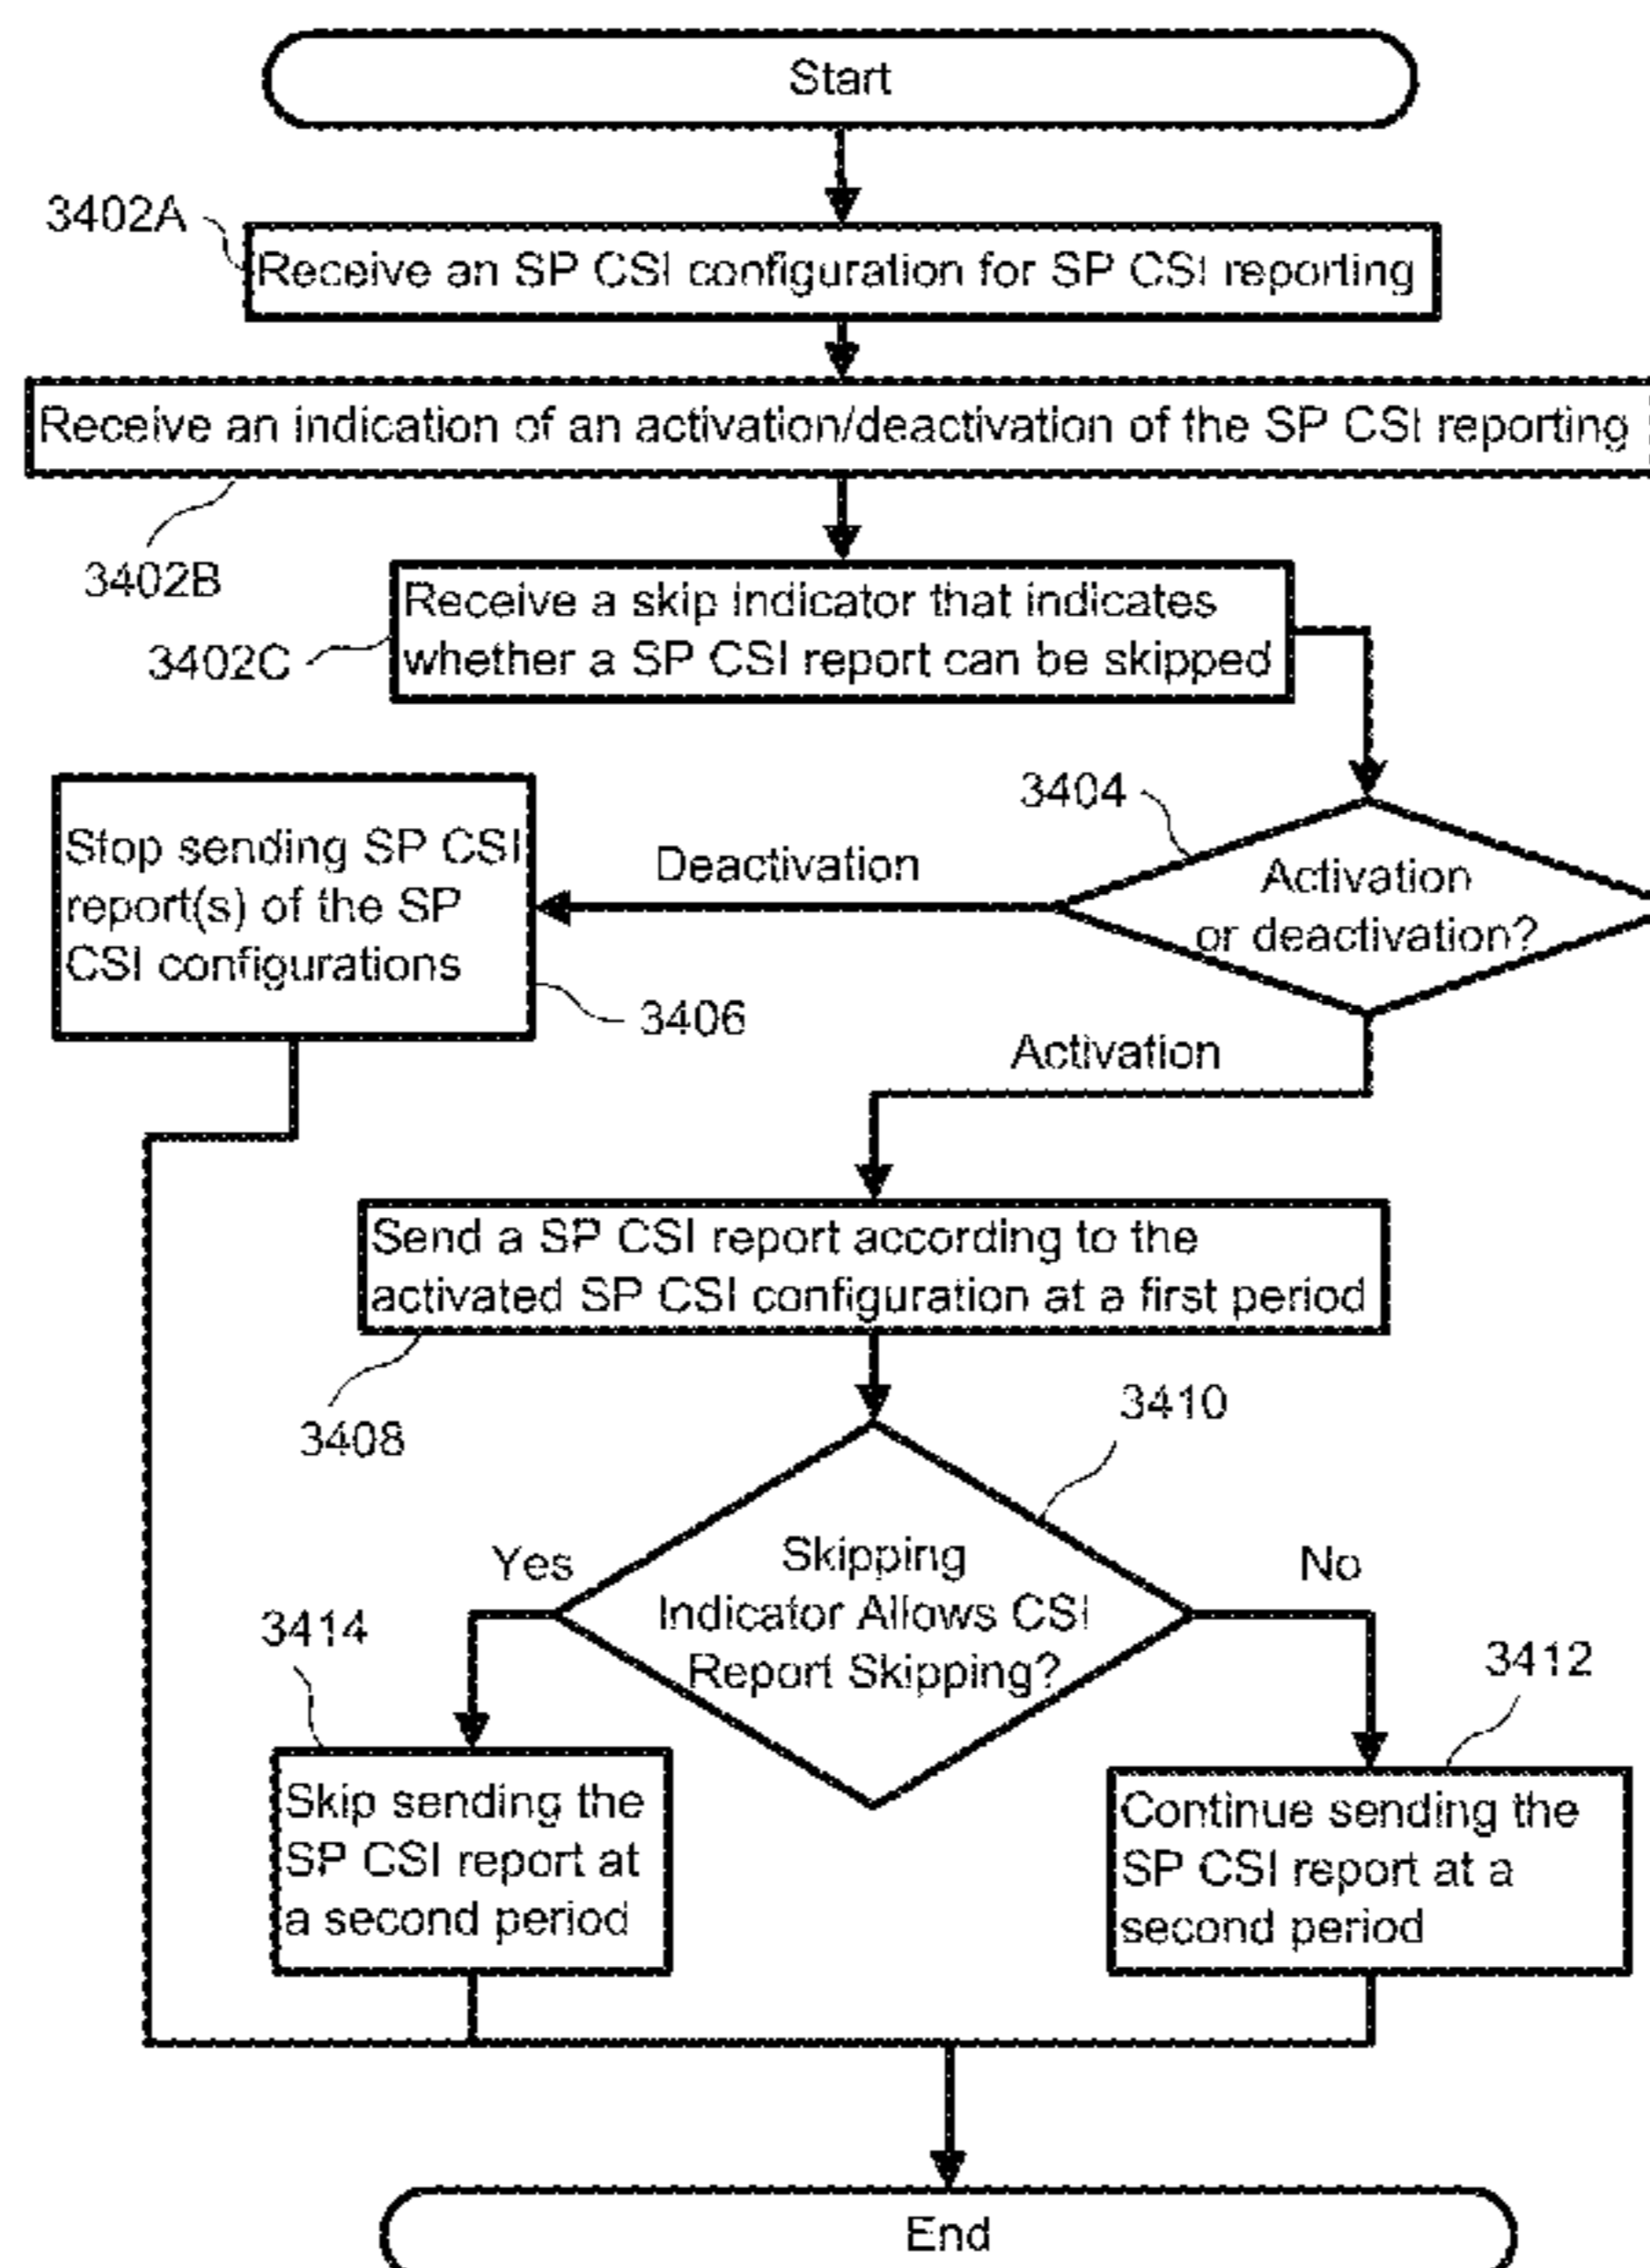 Start
3402A
Receive an SP CSI configuration for SP CSI reporting
Receive an indication of an activation/deactivation of the SP CSI reporting
3402B
Receive a skip indicator that indicates
whether a SP CSI report can be skipped
3402C
3404
Activation
or deactivation?
Deactivation
Stop sending SP CSI
report(s) of the SP
CSI configurations
3406
Activation
Send a SP CSI report according to the
activated SP CSI configuration at a first period
3408
3410
Skipping
Indicator Allows CSI
Report Skipping?
Yes
No
3414
3412
Skip sending the
SP CSI report at
a second period
Continue sending the
SP CSI report at a
second period
End